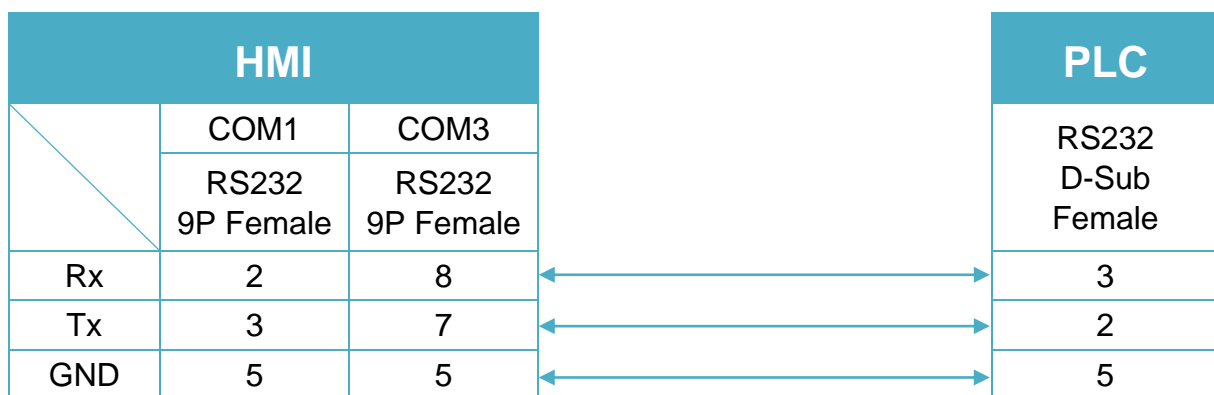 HMI PLC
COM1 COM3
RS232
D-Sub
Female
RS232
9P Female
RS232
9P Female
Rx 2 8 3
Tx 3 7 2
GND 5 5 5